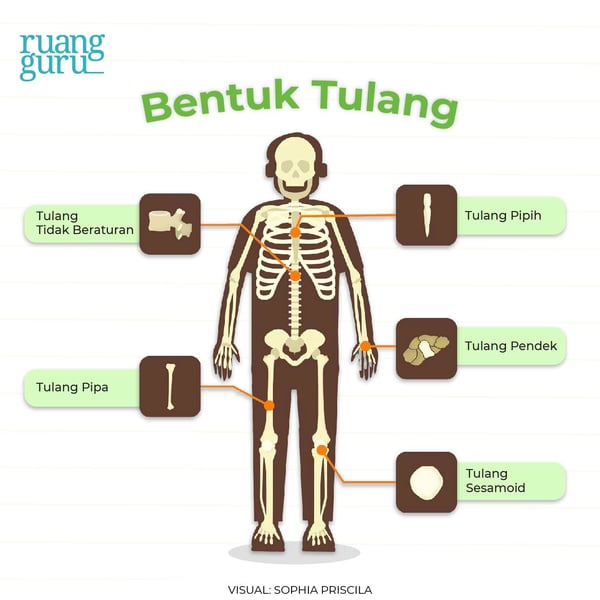 ruang
guru
Bentuk Tulang
Tulang
Tidak Beraturan
Tulang Pipih
Tulang Pendek
Tulang Pipa
Tulang
Sesamoid
VISUAL: SOPHIA PRISCILA